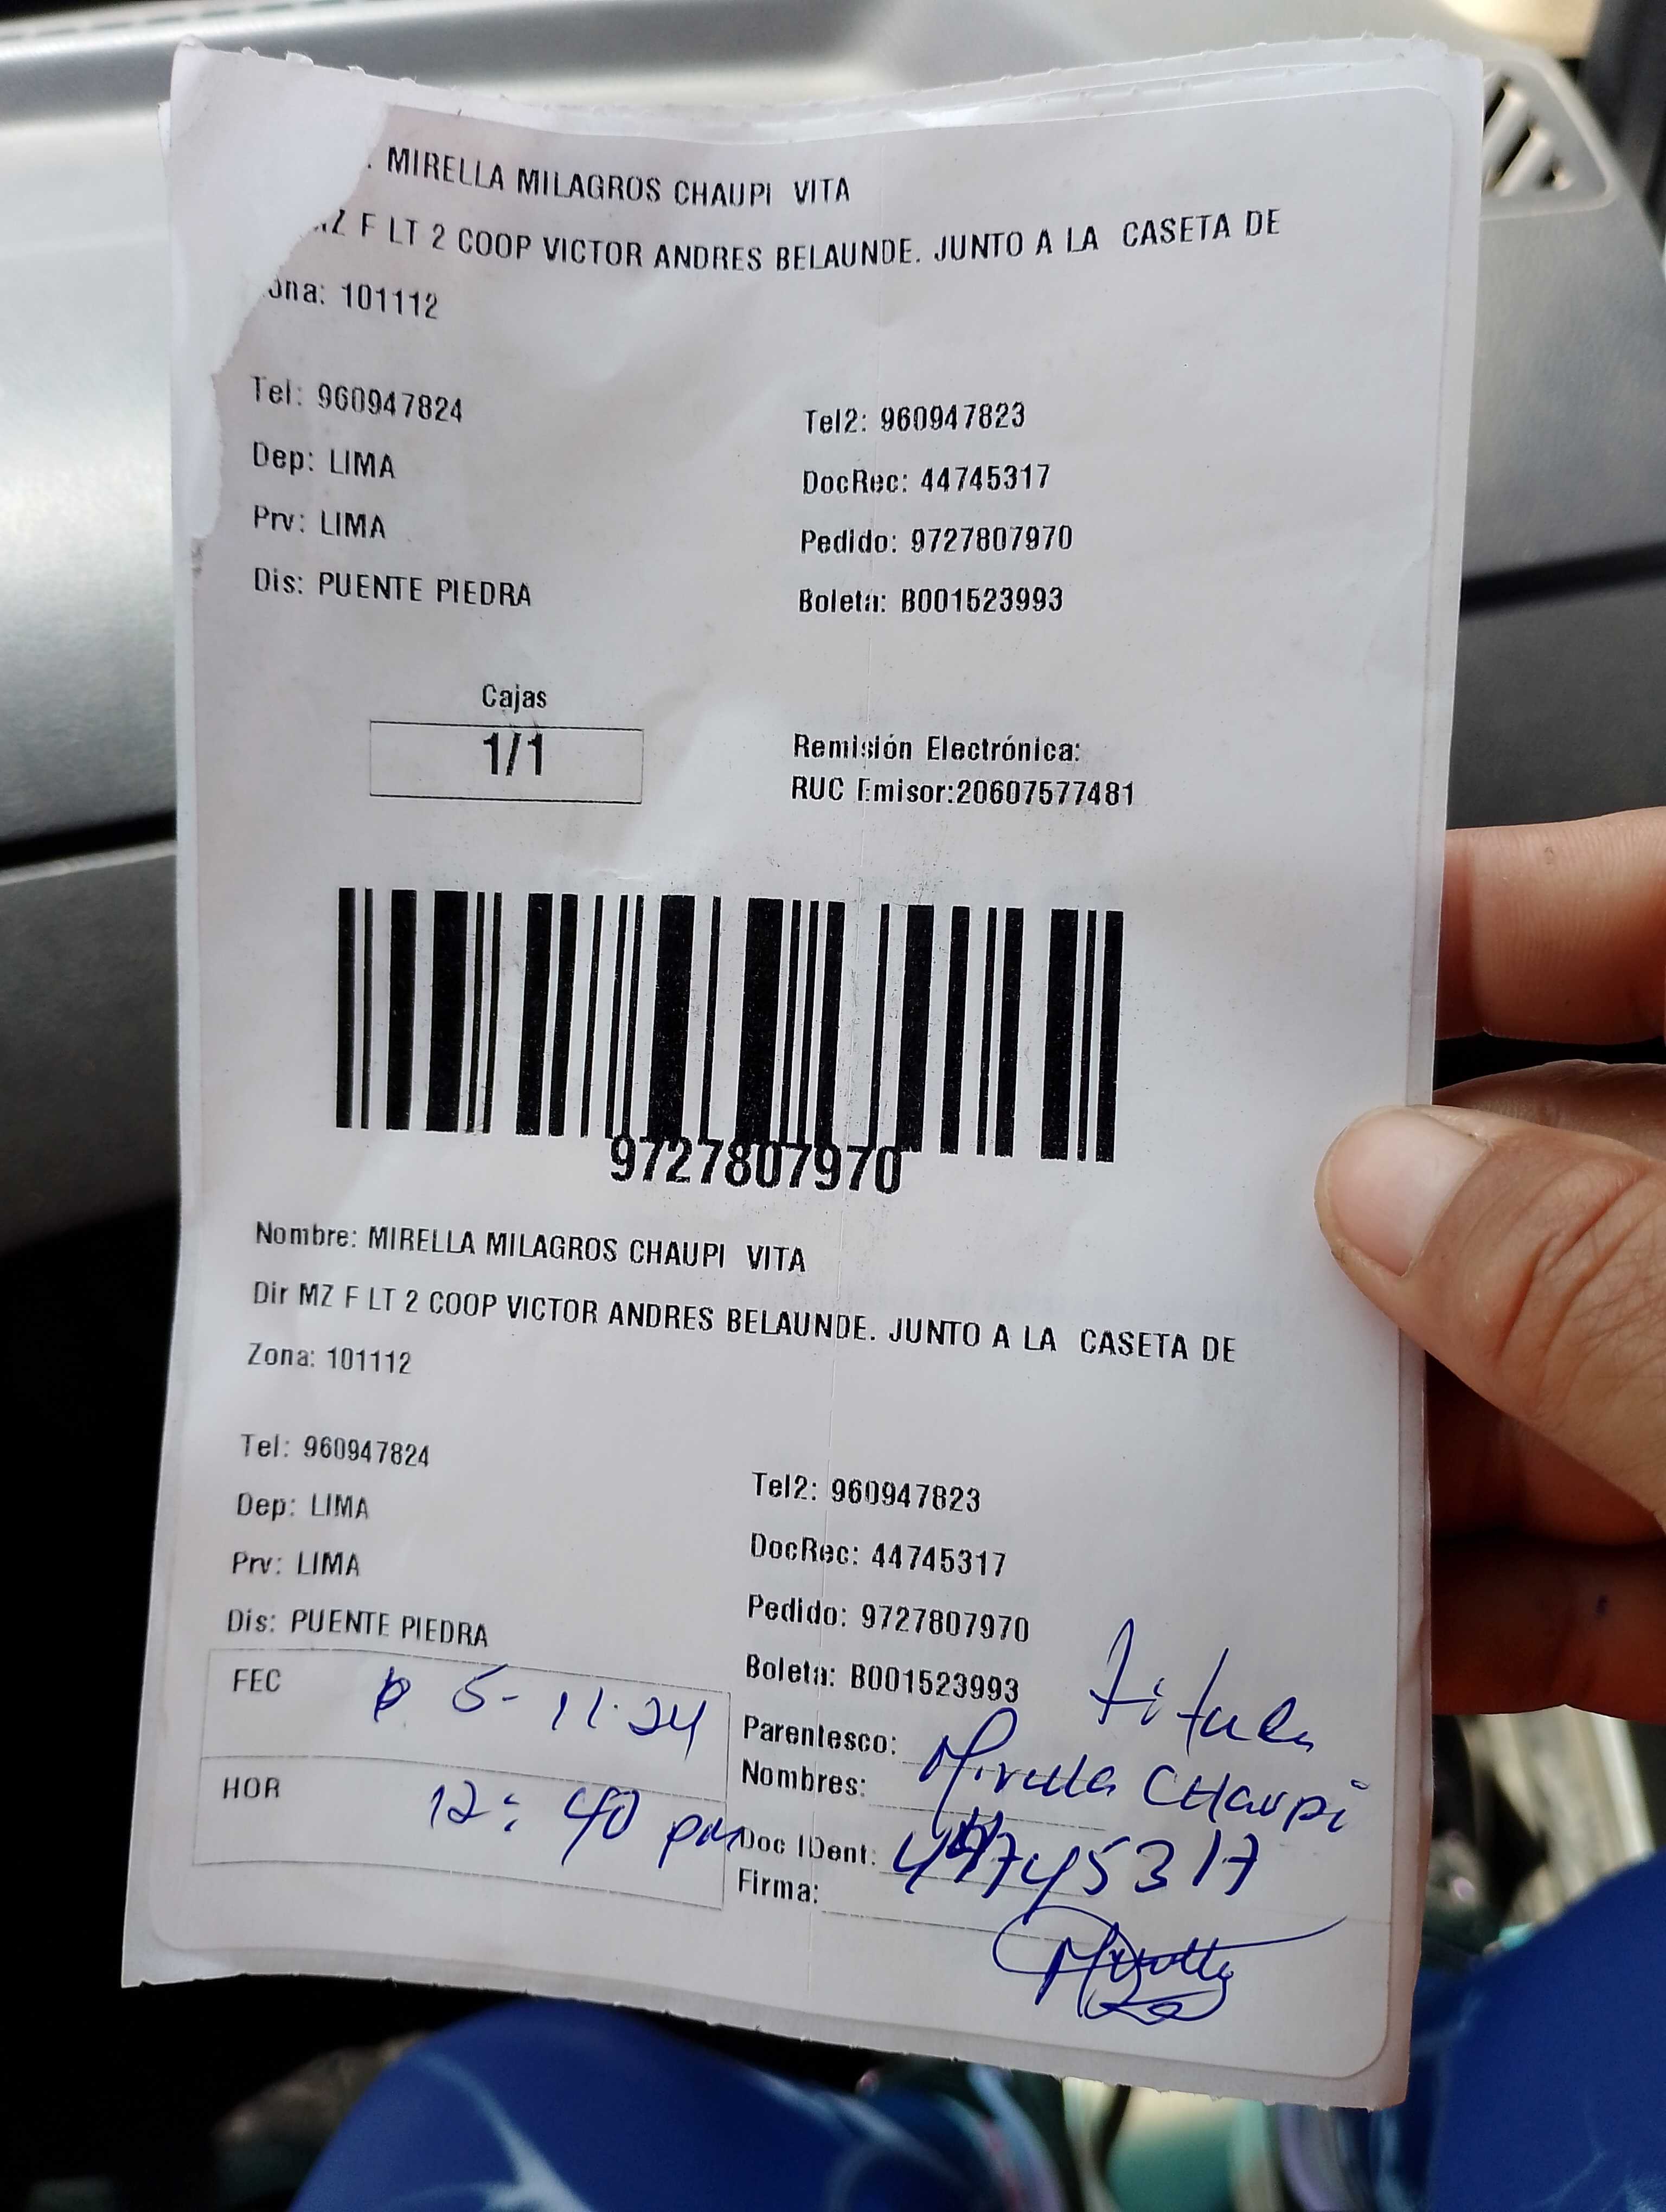 . MIRELLA MILAGROS CHAUPI VITA
MZ F LT 2 COOP VICTOR ANDRES BELAUNDE. JUNTO A LA CASETA DE
ona: 101112
Tel: 960947824
Tel2: 960947823
Dep: LIMA
DocRec: 44745317
Prv: LIMA
Pedido: 9727807970
Dis: PUENTE PIEDRA
Boleta: B001523993
Cajas
1/1
Remisión Electrónica:
RUC Emisor:20607577481
9727807970
Nombre: MIRELLA MILAGROS CHAUPI VITA
Dir MZ F LT 2 COOP VICTOR ANDRES BELAUNDE. JUNTO A LA CASETA DE
Zona: 101112
Tel: 960947824
Tel2: 960947823
Dep: LIMA
DocRec: 44745317
Prv: LIMA
Pedido: 9727807970
Dis: PUENTE PIEDRA
Boleta: B001523993
FEC 5-11-24
Parentesco: Titular
Nombres: Mirella CHaupi
HOR 12:40 pm
Doc IDent: 44745317
Firma: